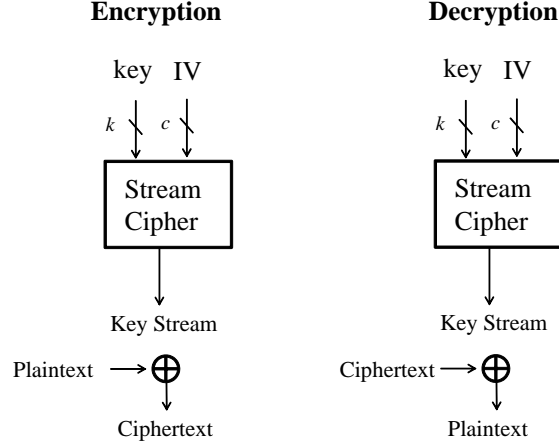 Encryption
key IV
k c
Stream
Cipher
Key Stream
Plaintext
Ciphertext
Decryption
key IV
k c
Stream
Cipher
Key Stream
Ciphertext
Plaintext